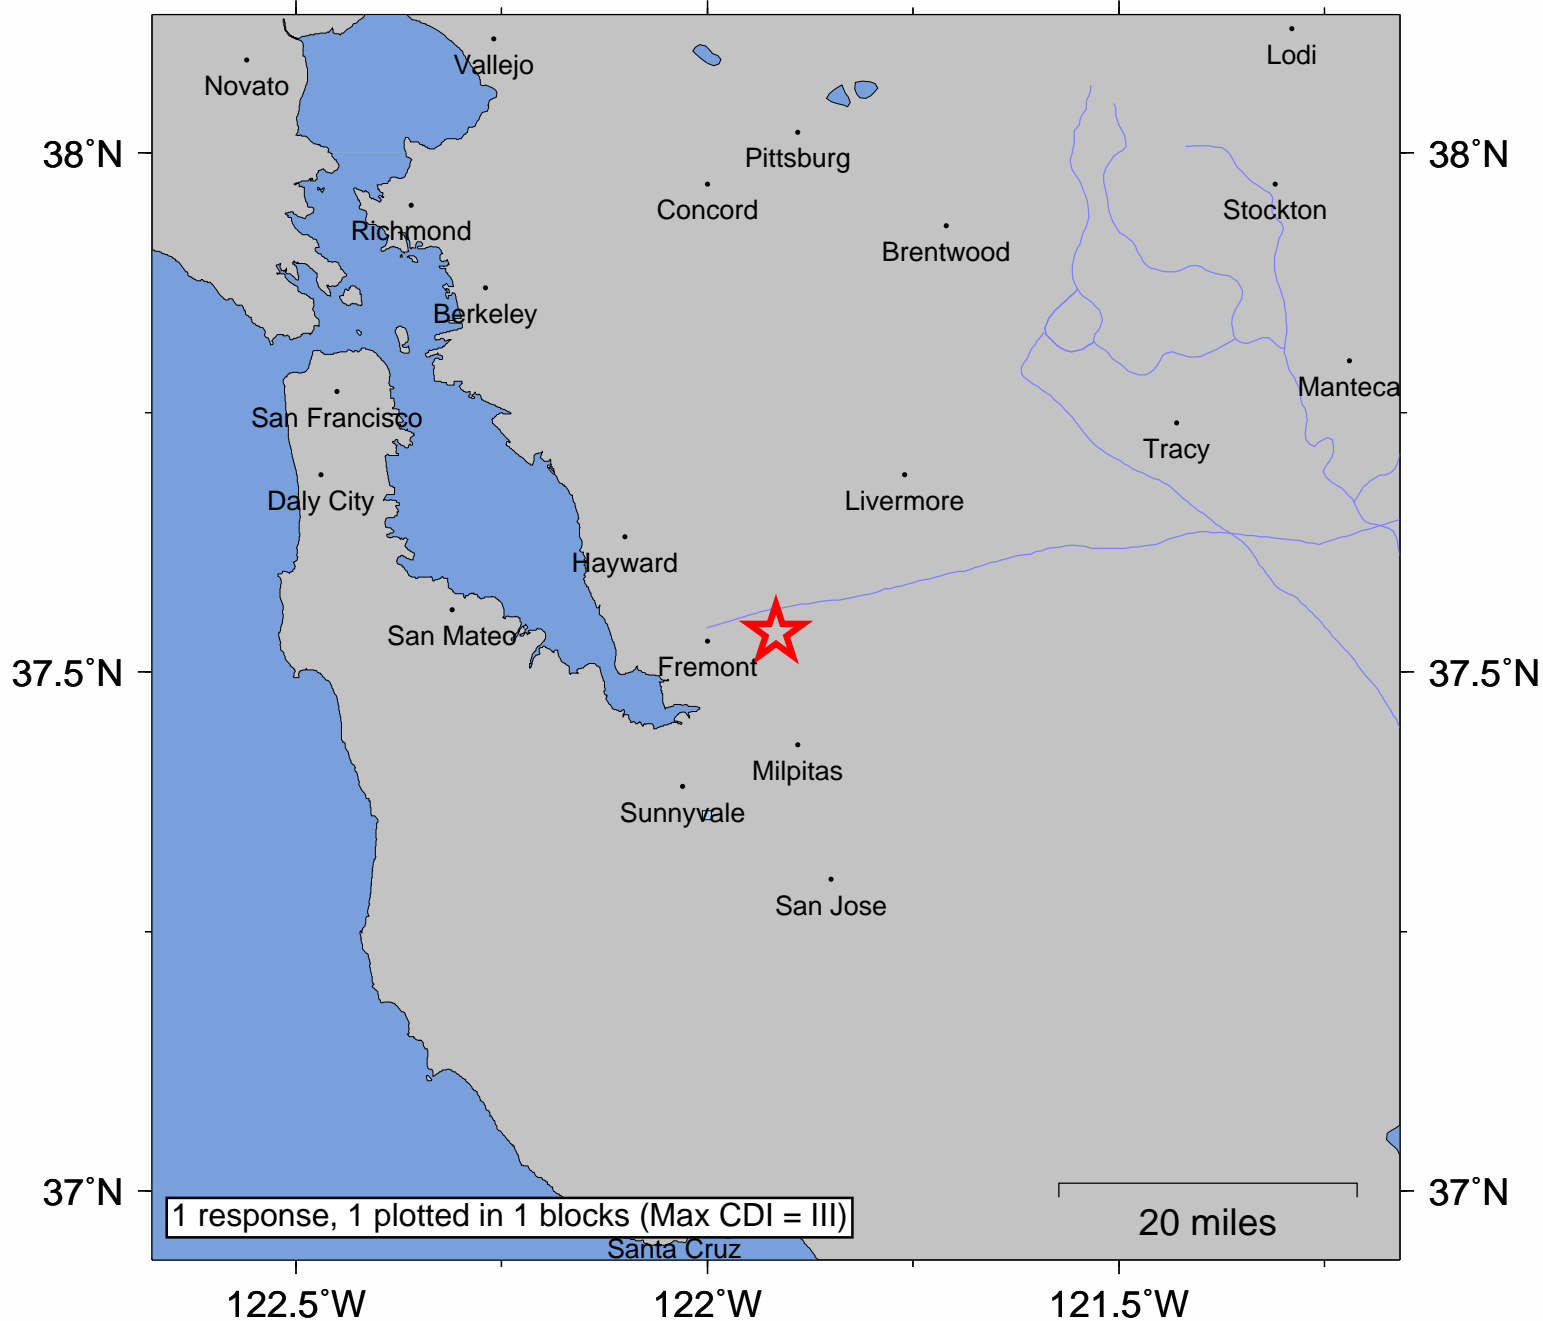 Lodi
Vallejo
Novato
38°N
38°N
Pittsburg
Concord
Stockton
Richmond
Brentwood
Berkeley
Manteca
San Francisco
Tracy
Daly City
Livermore
Hayward
San Mateo
Fremont
37.5°N
37.5°N
Milpitas
Sunnyvale
San Jose
37°N
37°N
1 response, 1 plotted in 1 blocks (Max CDI = III)
20 miles
Santa Cruz
122.5°W
122°W
121.5°W